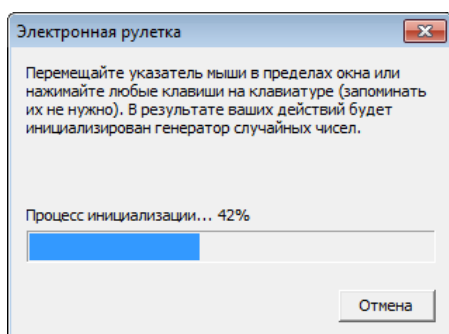 Электронная рулетка
Перемещайте указатель мыши в пределах окна или
нажимайте любые клавиши на клавиатуре (запоминать
их не нужно). В результате ваших действий будет
инициализирован генератор случайных чисел.
Процесс инициализации... 42%
Отмена